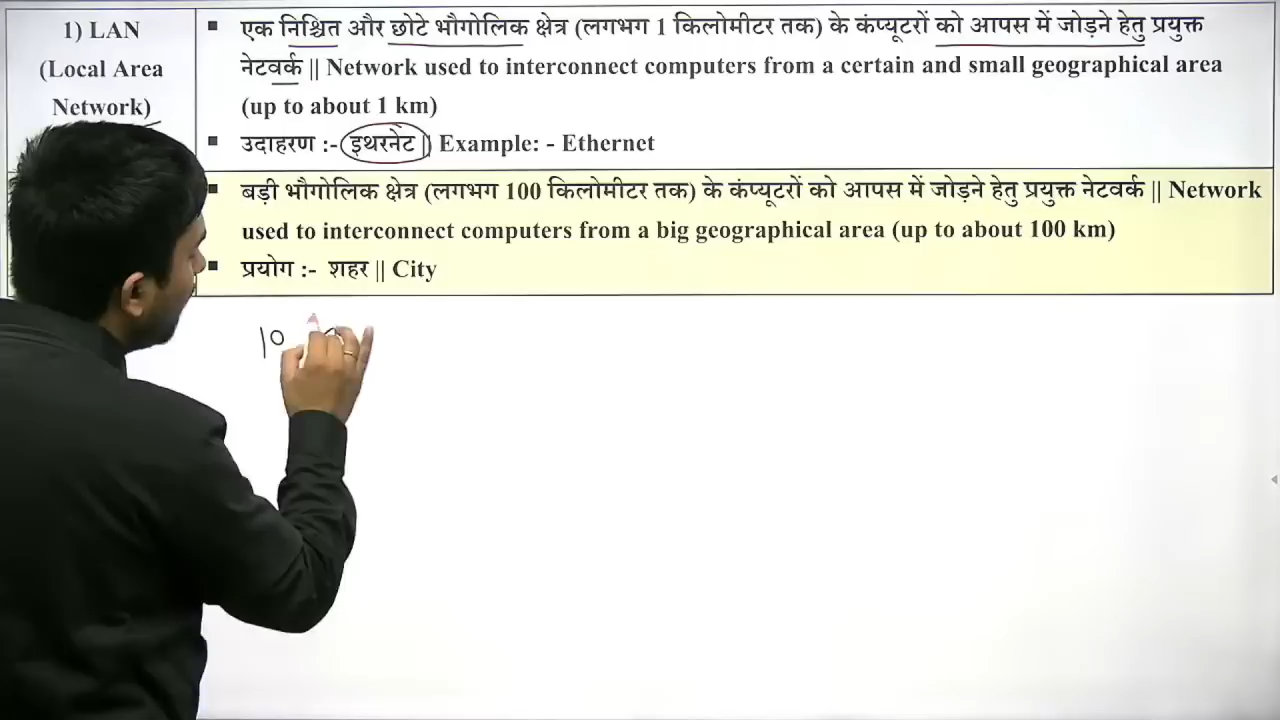 1) LAN
(Local Area
Network)
▪ एक निश्चित और छोटे भौगोलिक क्षेत्र (लगभग 1 किलोमीटर तक) के कंप्यूटरों को आपस में जोड़ने हेतु प्रयुक्त
नेटवर्क || Network used to interconnect computers from a certain and small geographical area
(up to about 1 km)
▪ उदाहरण :- इथरनेट || Example: - Ethernet
▪ बड़ी भौगोलिक क्षेत्र (लगभग 100 किलोमीटर तक) के कंप्यूटरों को आपस में जोड़ने हेतु प्रयुक्त नेटवर्क || Network
used to interconnect computers from a big geographical area (up to about 100 km)
▪ प्रयोग :- शहर || City
10